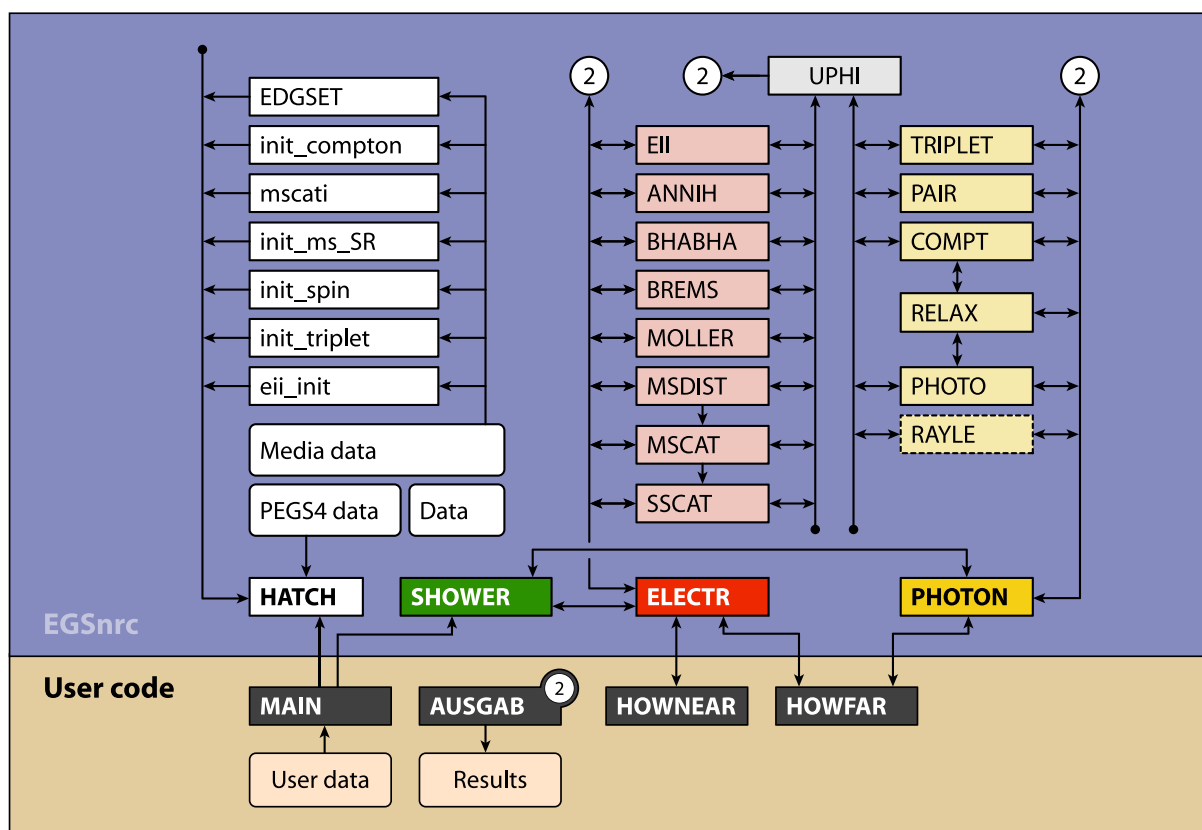 2
2
UPHI
2
EDGSET
init_compton
mscati
init_ms_SR
init_spin
init_triplet
eii_init
Media data
PEGS4 data
Data
EII
ANNIH
BHABHA
BREMS
MOLLER
MSDIST
MSCAT
SSCAT
TRIPLET
PAIR
COMPT
RELAX
PHOTO
RAYLE
HATCH
SHOWER
ELECTR
PHOTON
EGSnrc
User code
MAIN
AUSGAB
2
HOWNEAR
HOWFAR
User data
Results